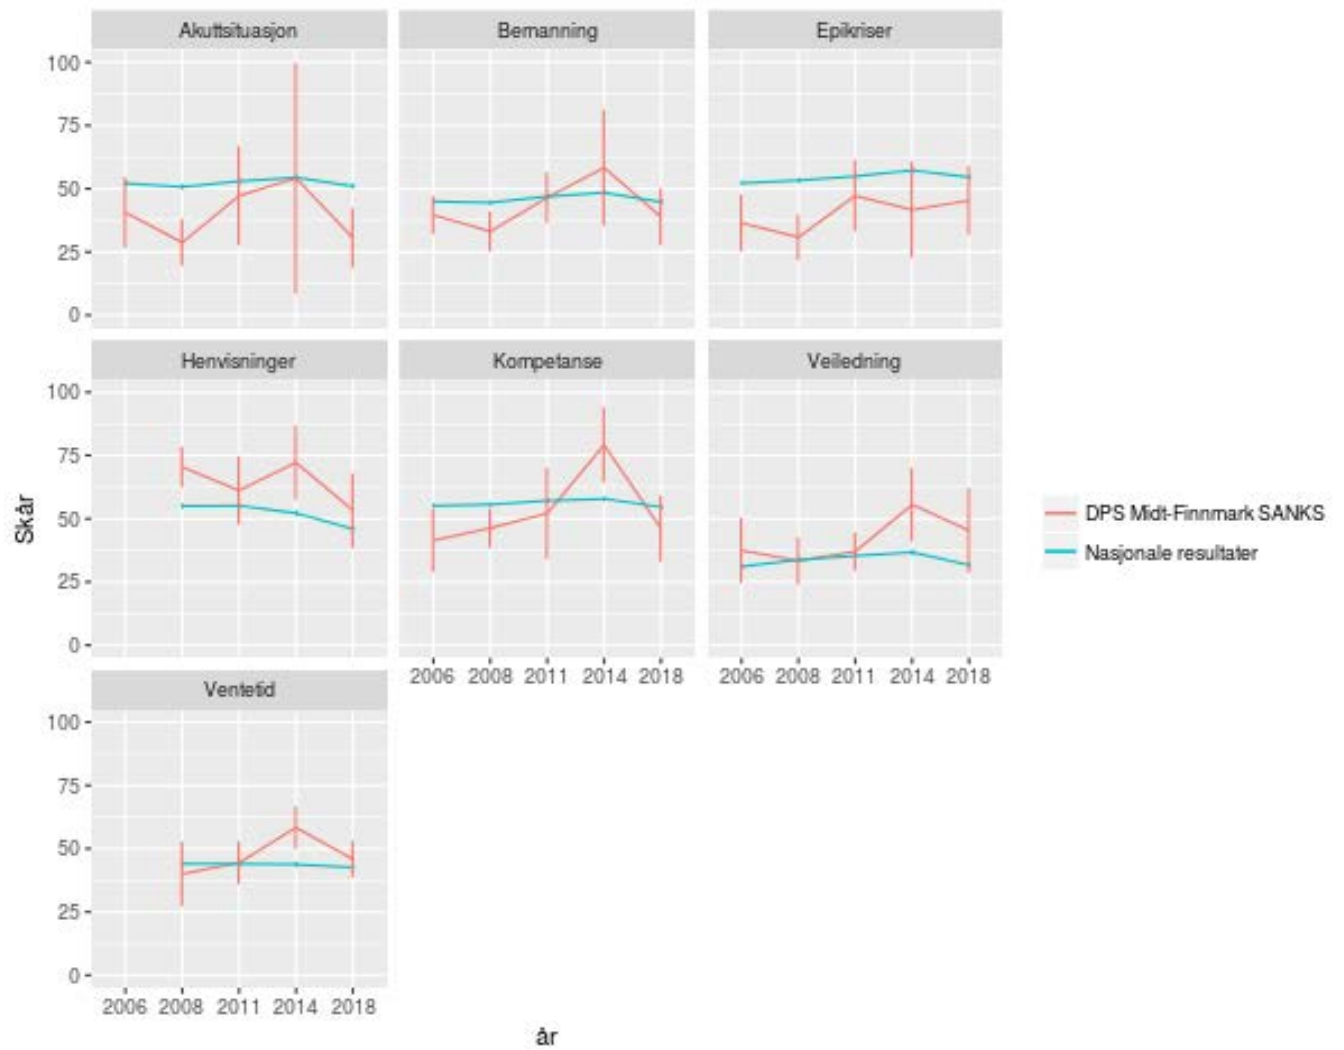 Akuttsituasjon
Bemanning
Epikriser
100
75
50
25
0
Henvisninger
Kompetanse
Veiledning
100
75
50
25
0
2006 2008 2011 2014 2018
2006 2008 2011 2014 2018
Ventetid
100
75
50
25
0
2006 2008 2011 2014 2018
Skår
år
DPS Midt-Finnmark SANKS
Nasjonale resultater